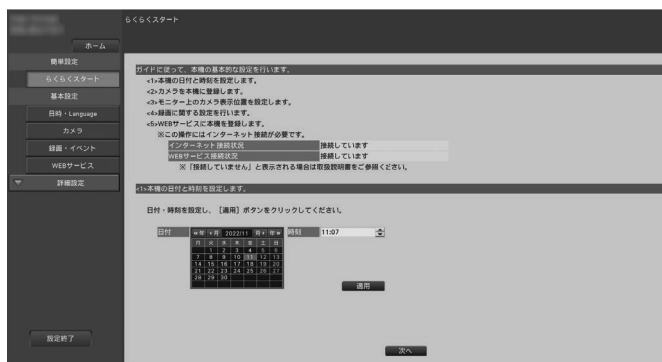 らくらくスタート
ホーム
簡単設定
らくらくスタート
基本設定
日時・Language
カメラ
録画・イベント
WEBサービス
詳細設定
設定終了
ガイドに従って、本機の基本的な設定を行います。
<1>本機の日付と時刻を設定します。
<2>カメラを本機に登録します。
<3>モニター上のカメラ表示位置を設定します。
<4>録画に関する設定を行います。
<5>WEBサービスに本機を登録します。
※この操作にはインターネット接続が必要です。
インターネット接続状況 接続しています
WEBサービス接続状況 接続しています
※「接続していません」と表示される場合は取扱説明書をご参照ください。
<1>本機の日付と時刻を設定します。
日付・時刻を設定し、［適用］ボタンをクリックしてください。
日付 «年 ‹月 2022/11 月› 年» 時刻 11:07
月 火 水 木 金 土 日
1 2 3 4 5 6
7 8 9 10 11 12 13
14 15 16 17 18 19 20
21 22 23 24 25 26 27
28 29 30
適用
次へ